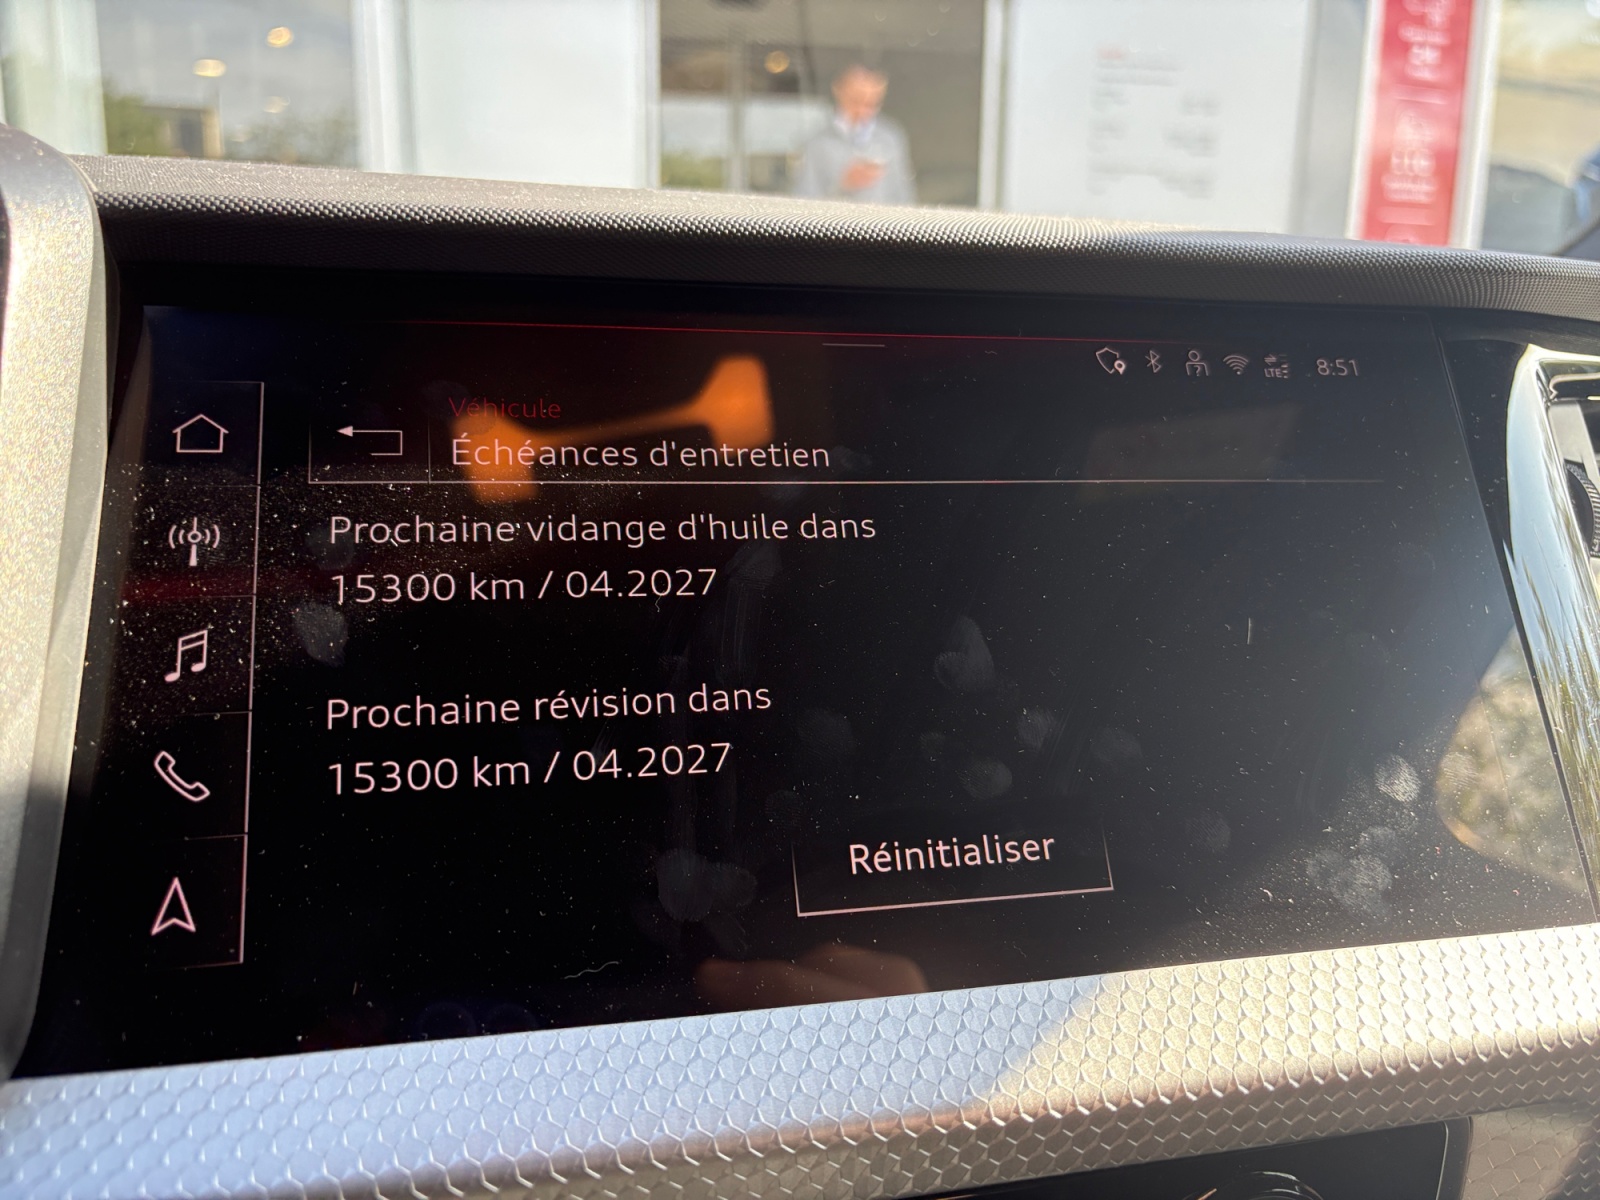 LTE
8:51
Véhicule
Échéances d'entretien
Prochaine vidange d'huile dans
15300 km / 04.2027
Prochaine révision dans
15300 km / 04.2027
Réinitialiser